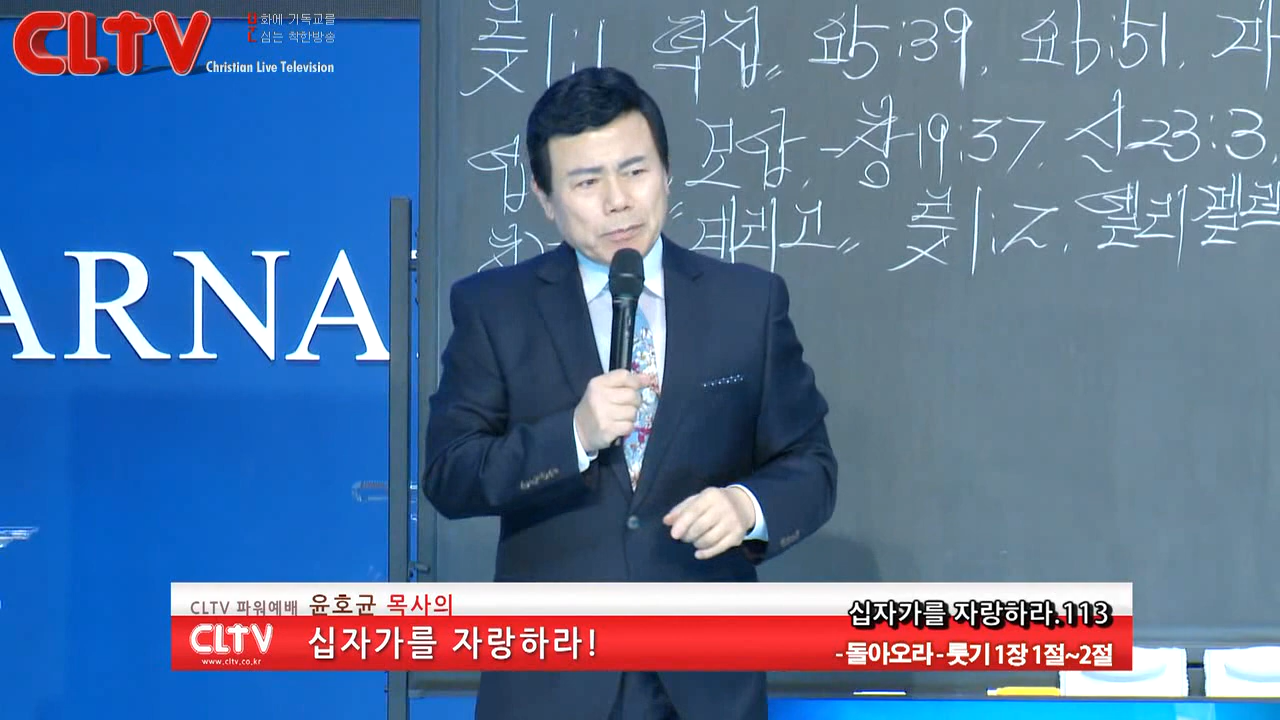 CLTV
문화에 기독교를
심는 착한방송
Christian Live Television
룻1:1 떡집〃 요5:39, 요6:51,
모압, -창19:37, 신23:3,
룻1:2, 엘리멜렉
ARNA
CLTV 파워예배 윤호균 목사의
십자가를 자랑하라.113
CLTV
www.cltv.co.kr
십자가를 자랑하라!
-돌아오라-룻기 1장 1절~2절